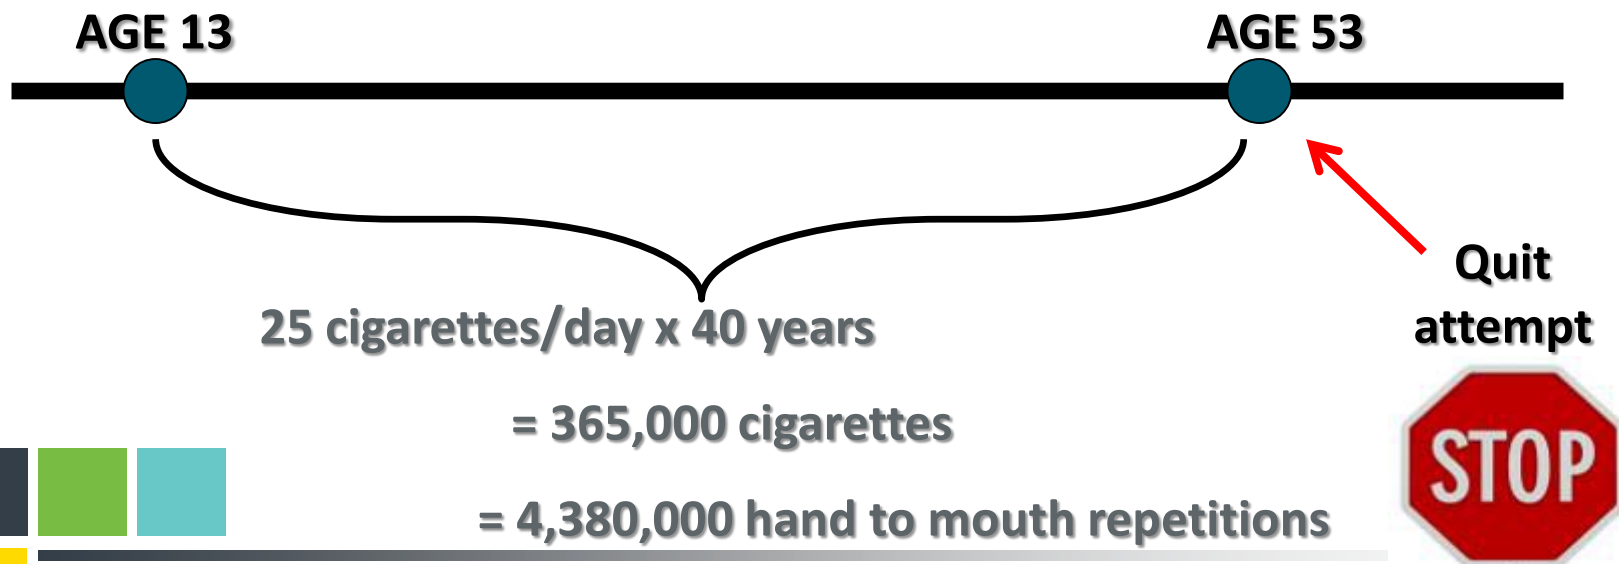 AGE 13
AGE 53
25 cigarettes/day x 40 years
= 365,000 cigarettes
= 4,380,000 hand to mouth repetitions
Quit
attempt
STOP